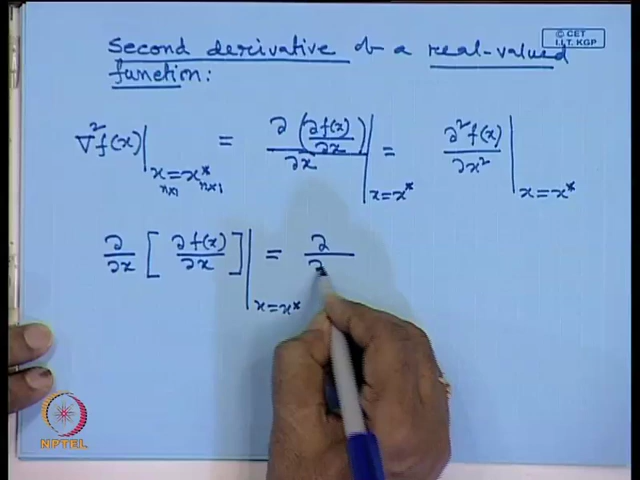 © CET
I.I.T. KGP
Second derivative of a real-valued
function:
∇²f(x)|ₓ₌ₓ* = ∂(∂f(x)/∂x)/∂x|ₓ₌ₓ* = ∂²f(x)/∂x²|ₓ₌ₓ*
n×1 n×1
∂/∂x [∂f(x)/∂x]|ₓ₌ₓ* = ∂/∂
NPTEL